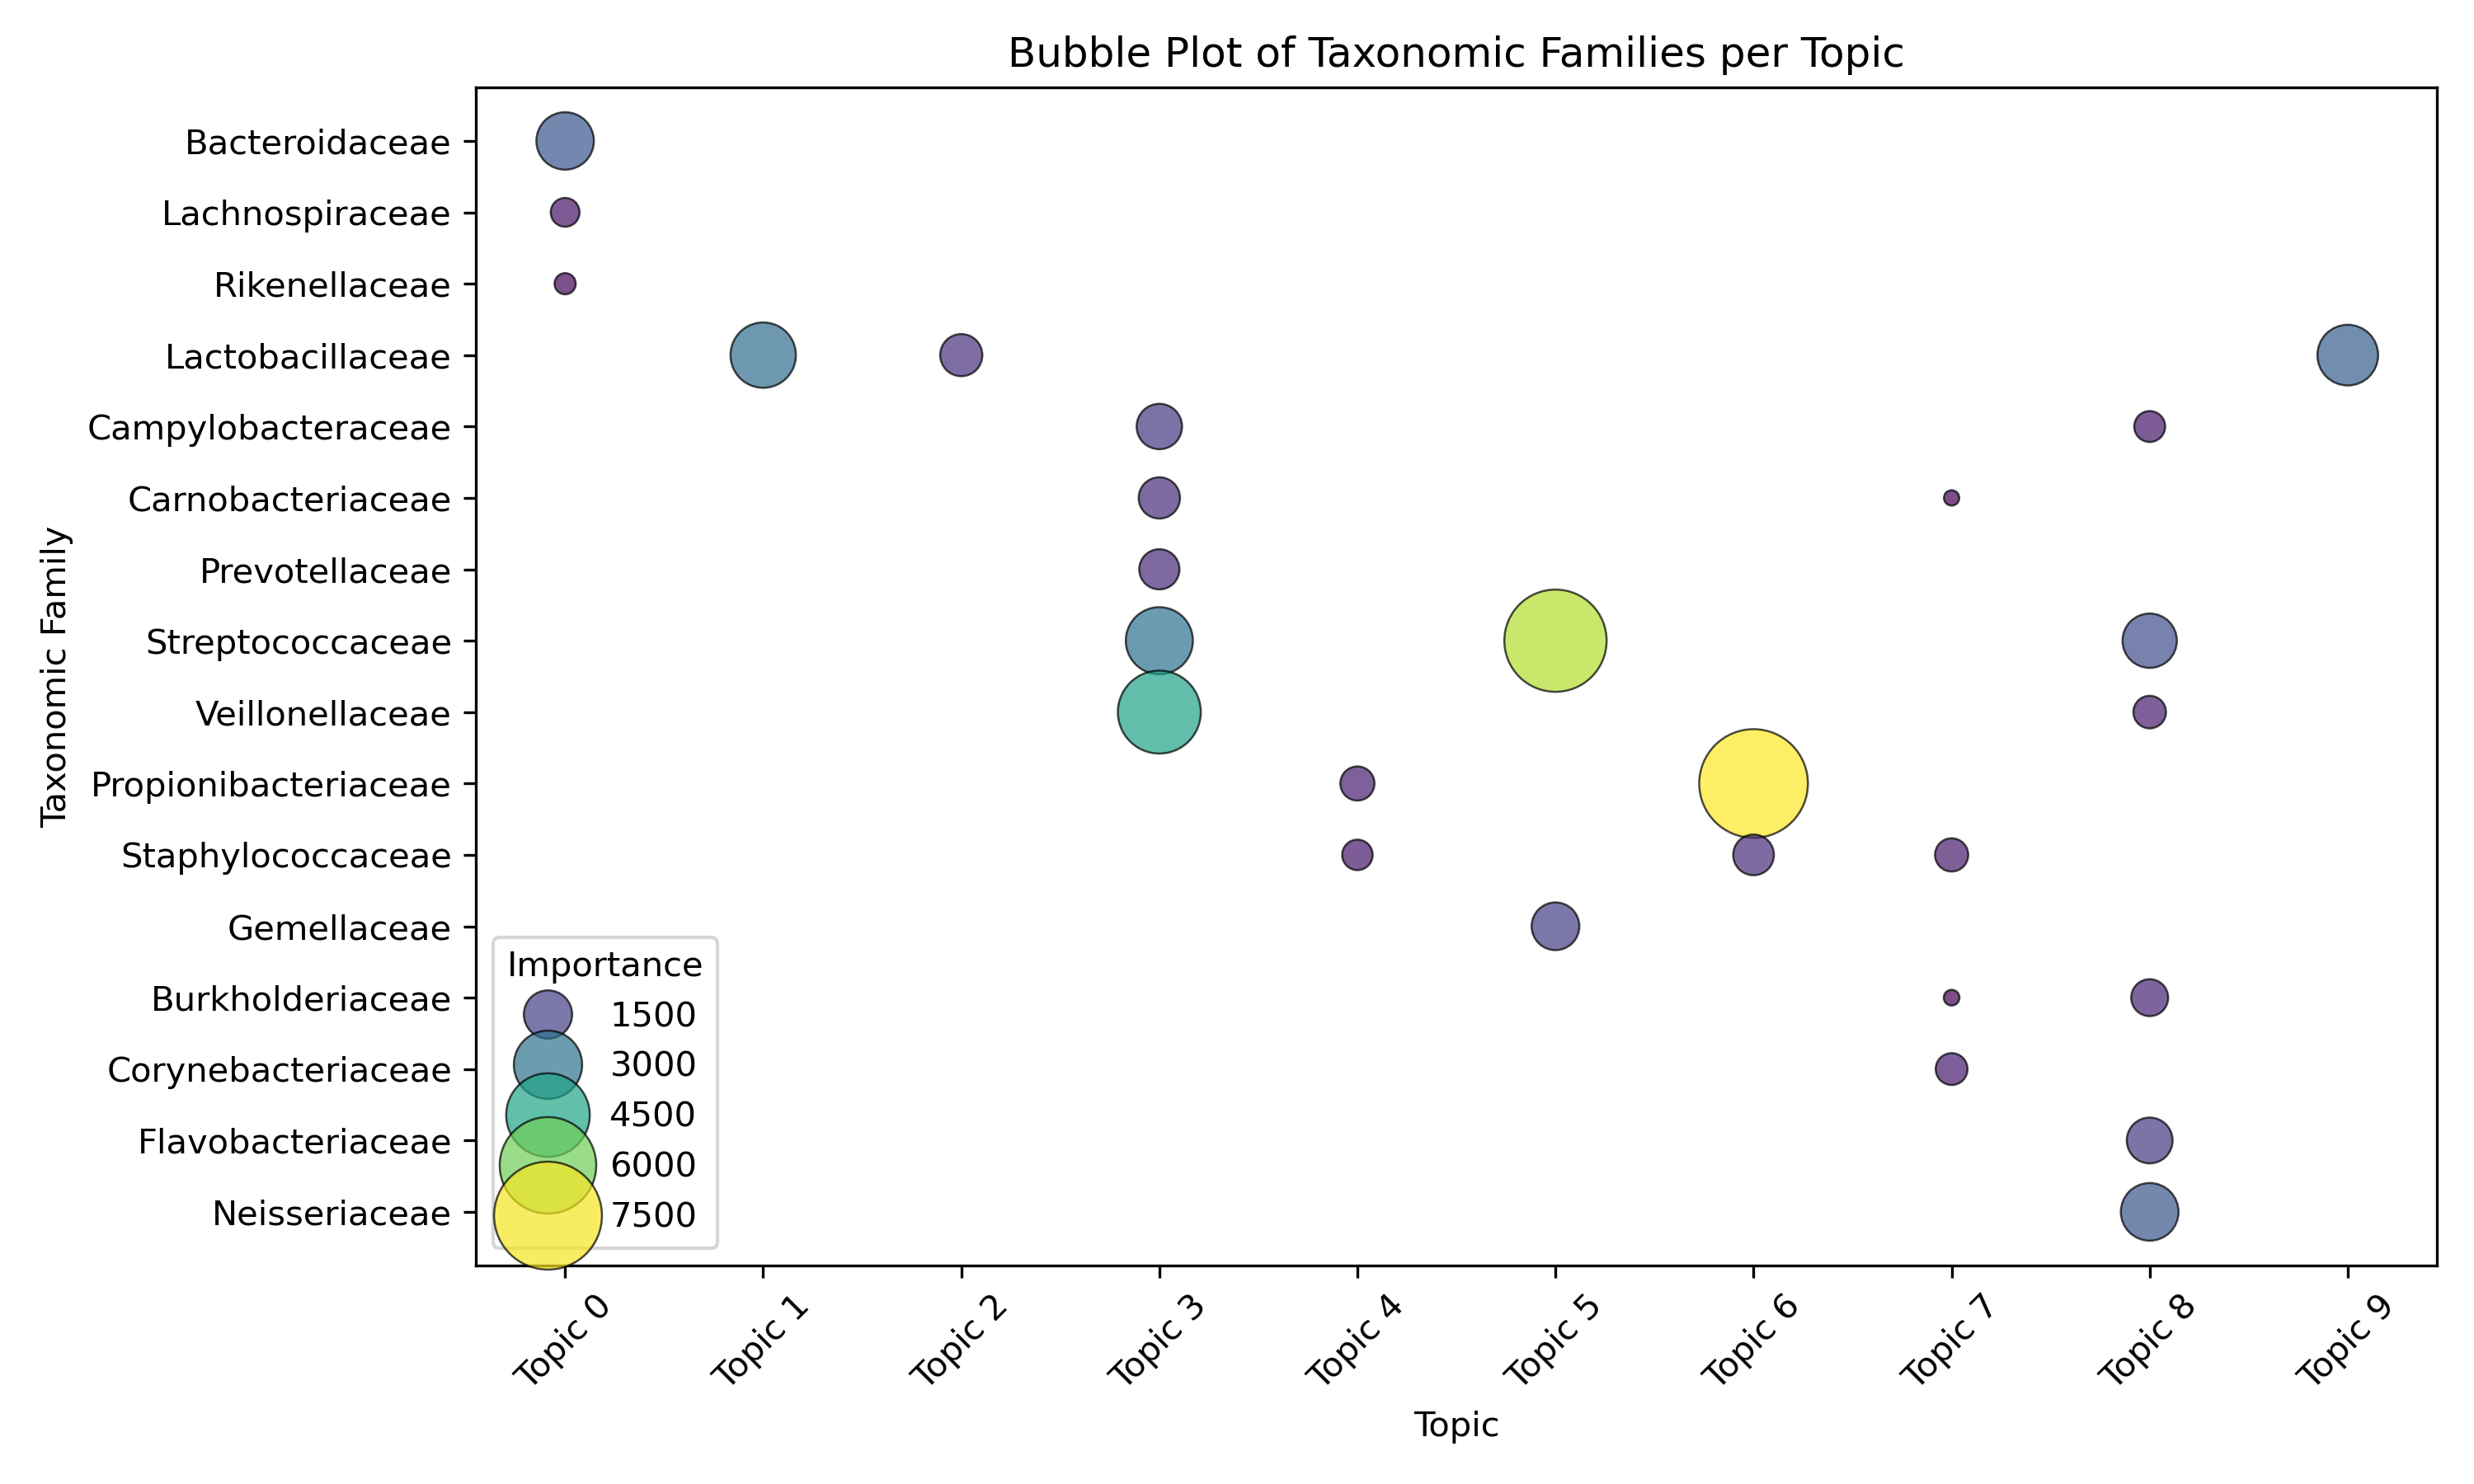 Bubble Plot of Taxonomic Families per Topic
Taxonomic Family
Bacteroidaceae
Lachnospiraceae
Rikenellaceae
Lactobacillaceae
Campylobacteraceae
Carnobacteriaceae
Prevotellaceae
Streptococcaceae
Veillonellaceae
Propionibacteriaceae
Staphylococcaceae
Gemellaceae
Burkholderiaceae
Corynebacteriaceae
Flavobacteriaceae
Neisseriaceae
Importance
1500
3000
4500
6000
7500
Topic 0
Topic 1
Topic 2
Topic 3
Topic 4
Topic 5
Topic 6
Topic 7
Topic 8
Topic 9
Topic